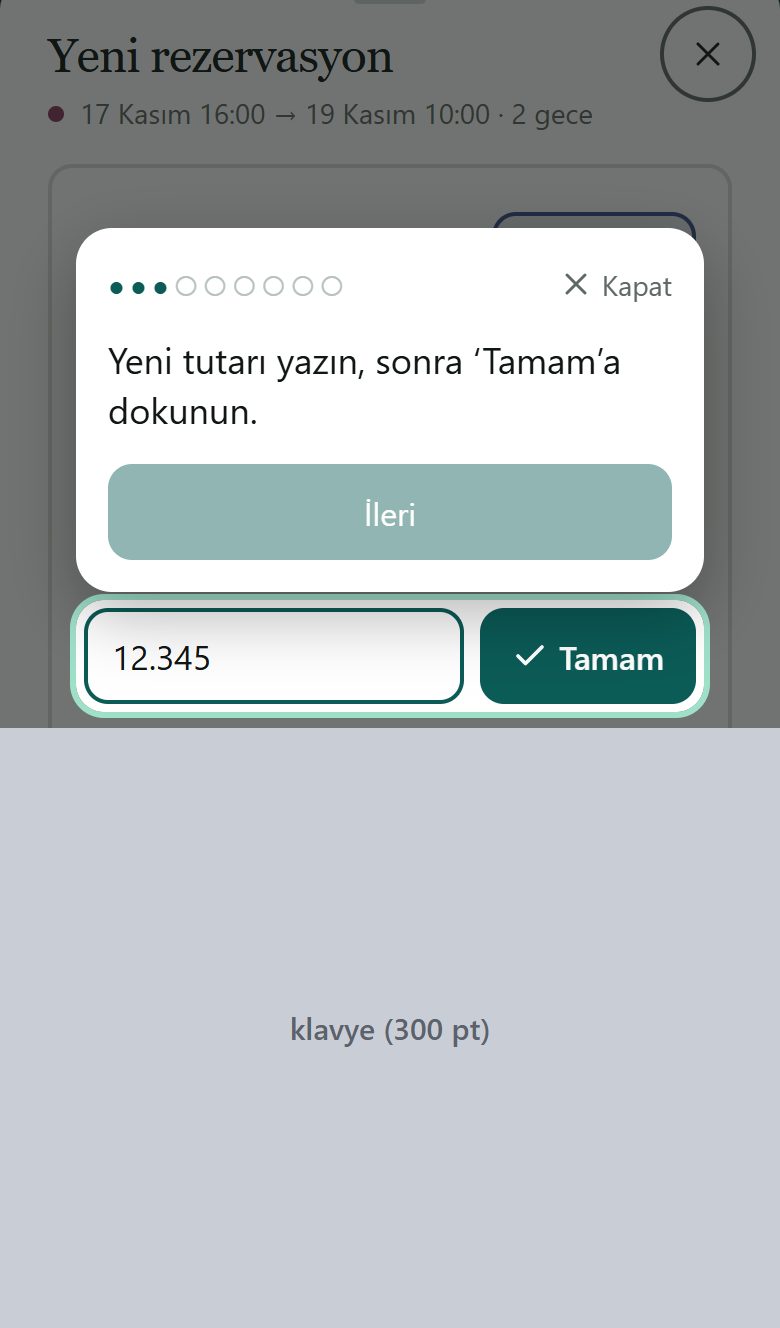 Yeni rezervasyon
17 Kasım 16:00 → 19 Kasım 10:00 · 2 gece
Kapat
Yeni tutarı yazın, sonra ‘Tamam’a
dokunun.
İleri
12.345
Tamam
klavye (300 pt)